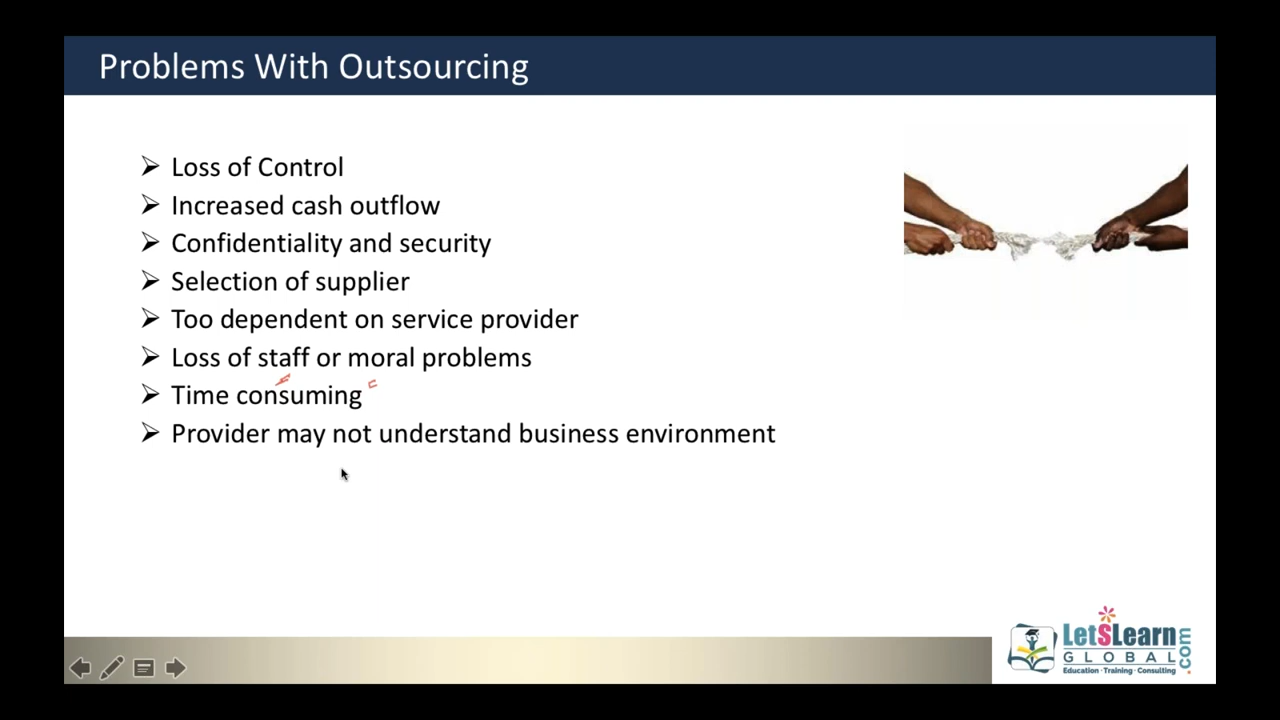 Problems With Outsourcing
➢ Loss of Control
➢ Increased cash outflow
➢ Confidentiality and security
➢ Selection of supplier
➢ Too dependent on service provider
➢ Loss of staff or moral problems
➢ Time consuming
➢ Provider may not understand business environment
LetSLearn
GLOBAL
.com
Education · Training · Consulting